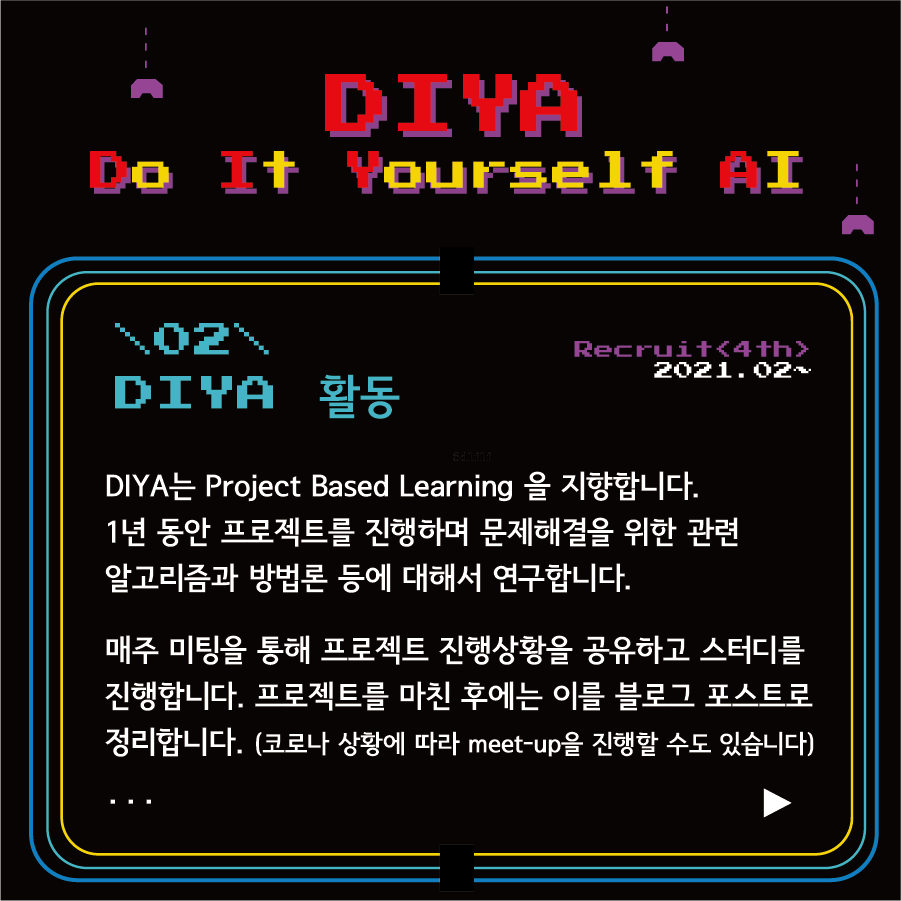 DIYA
Do It Yourself AI
\02\
DIYA 활동
Recruit<4th>
2021.02~
DIYA는 Project Based Learning 을 지향합니다.
1년 동안 프로젝트를 진행하며 문제해결을 위한 관련
알고리즘과 방법론 등에 대해서 연구합니다.
매주 미팅을 통해 프로젝트 진행상황을 공유하고 스터디를
진행합니다. 프로젝트를 마친 후에는 이를 블로그 포스트로
정리합니다. (코로나 상황에 따라 meet-up을 진행할 수도 있습니다)
...